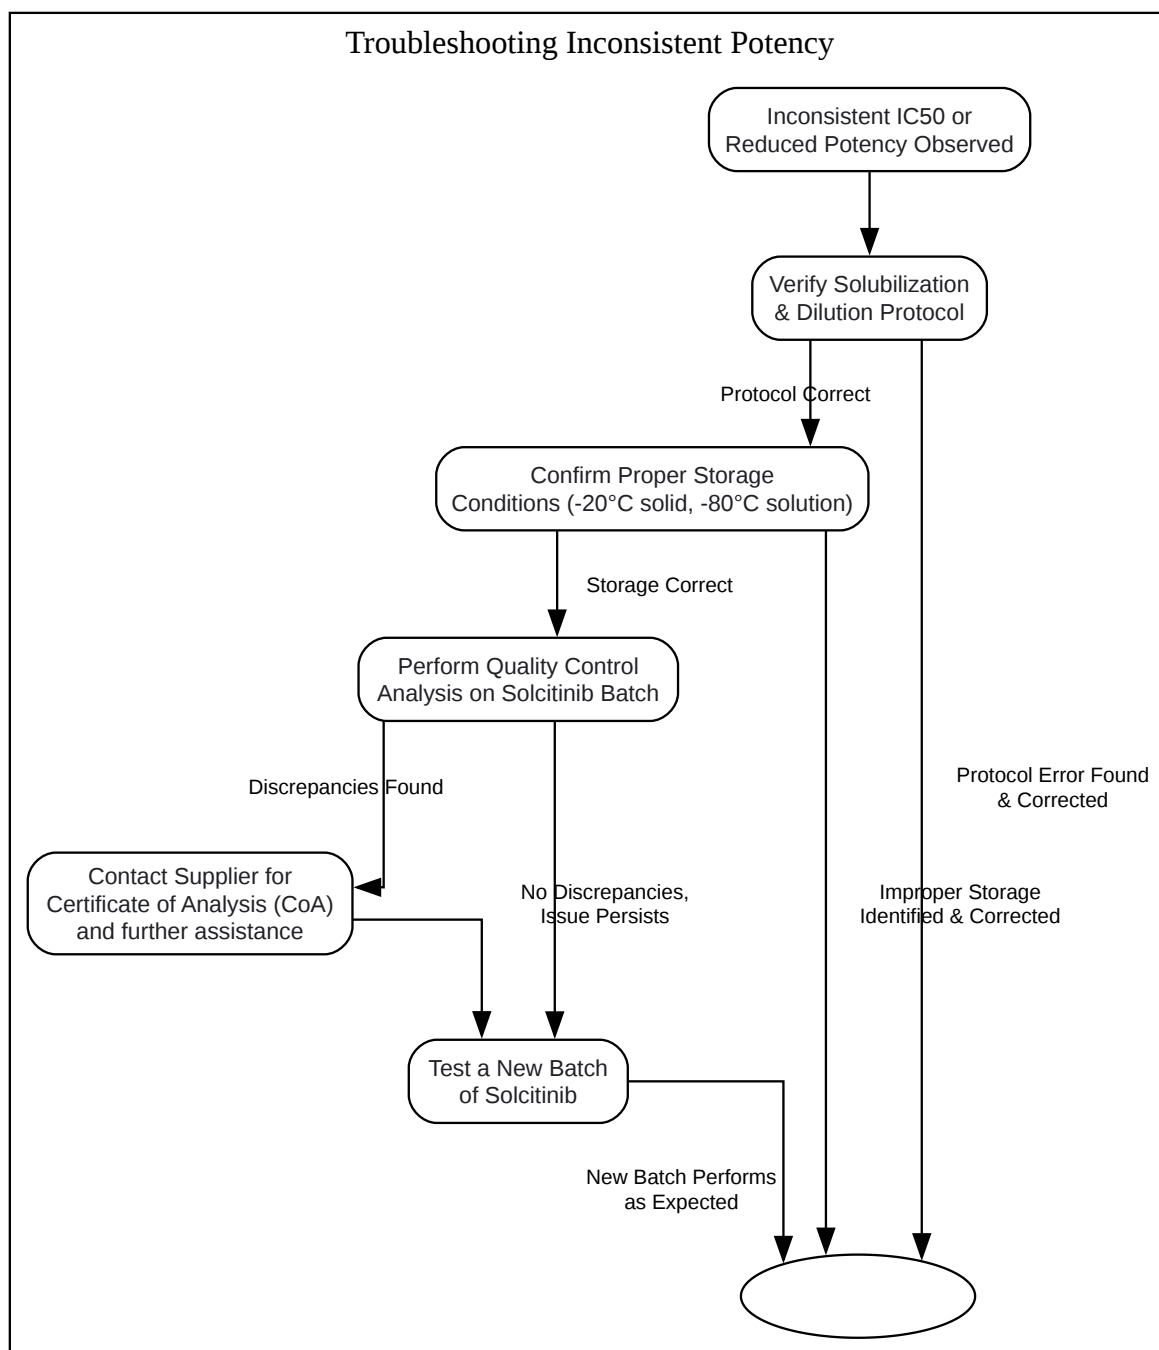 Troubleshooting Inconsistent Potency
Inconsistent IC50 or
Reduced Potency Observed
Verify Solubilization
& Dilution Protocol
Protocol Correct
Confirm Proper Storage
Conditions (-20°C solid, -80°C solution)
Storage Correct
Perform Quality Control
Analysis on Solcitinib Batch
Discrepancies Found
Protocol Error Found
& Corrected
Contact Supplier for
Certificate of Analysis (CoA)
and further assistance
No Discrepancies,
Issue Persists
Improper Storage
Identified & Corrected
Test a New Batch
of Solcitinib
New Batch Performs
as Expected